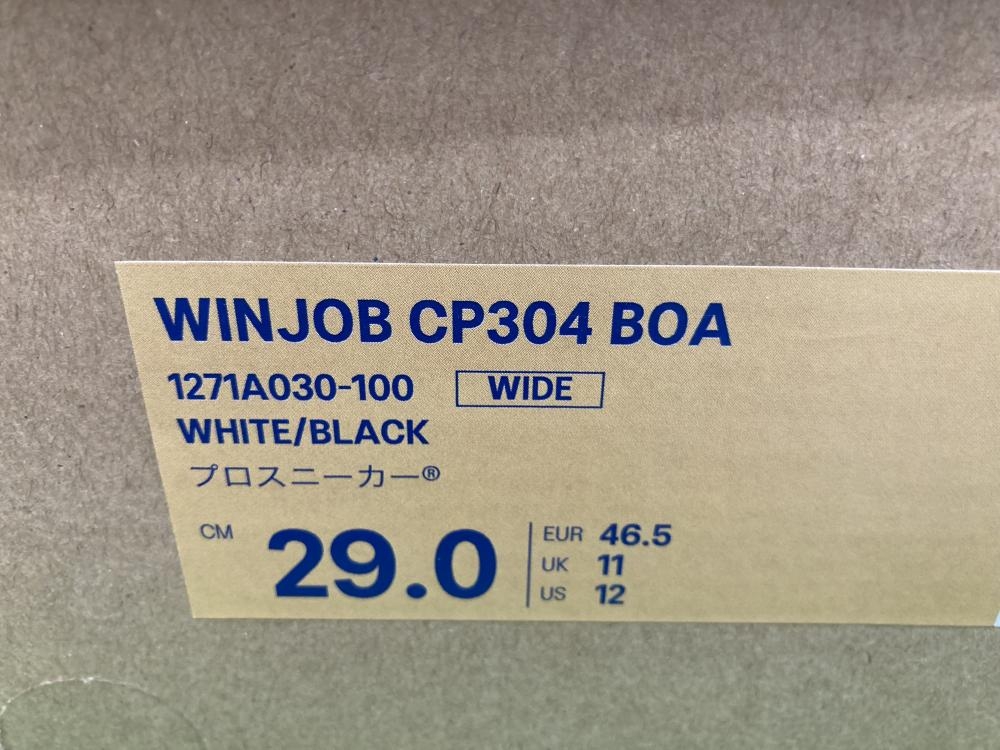 WINJOB CP304 BOA
1271A030-100 WIDE
WHITE/BLACK
プロスニーカー®
CM 29.0
EUR 46.5
UK 11
US 12